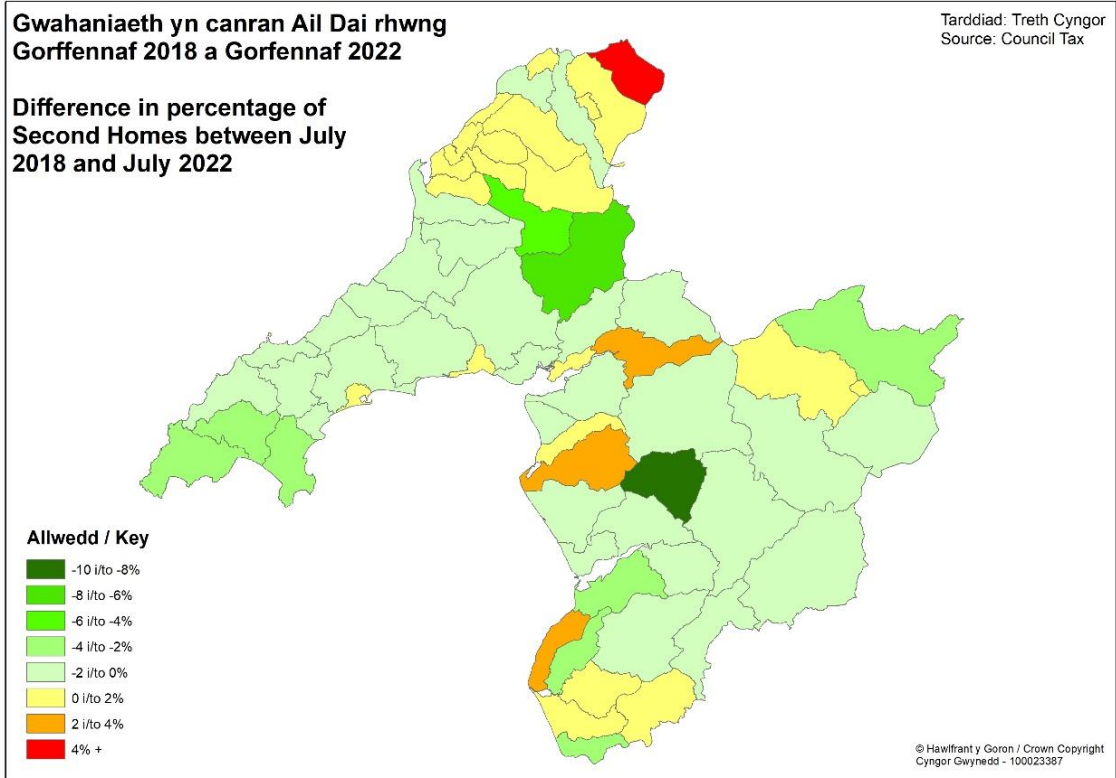 Gwahaniaeth yn canran Ail Dai rhwng
Gorffennaf 2018 a Gorfennaf 2022
Difference in percentage of
Second Homes between July
2018 and July 2022
Tarddiad: Treth Cyngor
Source: Council Tax
Allwedd / Key
-10 i/to -8%
-8 i/to -6%
-6 i/to -4%
-4 i/to -2%
-2 i/to 0%
0 i/to 2%
2 i/to 4%
4% +
© Hawlfrant y Goron / Crown Copyright
Cyngor Gwynedd - 100023387